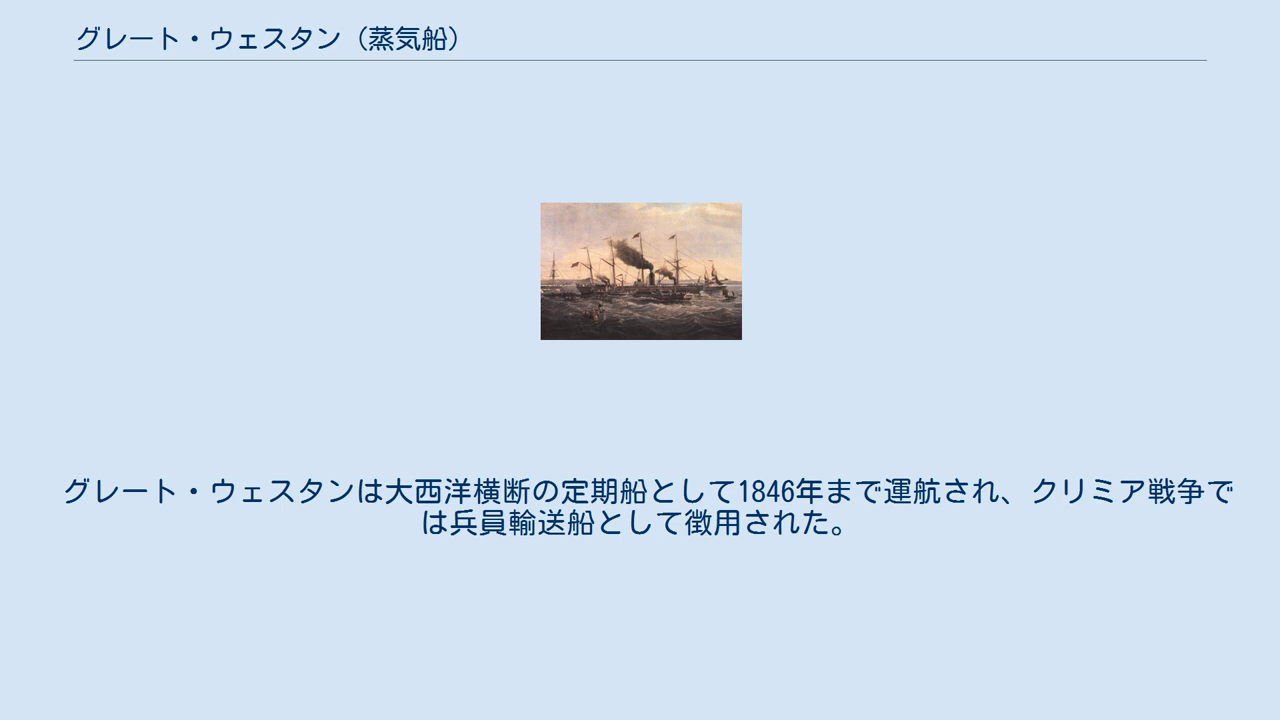 グレート・ウェスタン（蒸気船）
グレート・ウェスタンは大西洋横断の定期船として1846年まで運航され、クリミア戦争で
は兵員輸送船として徴用された。